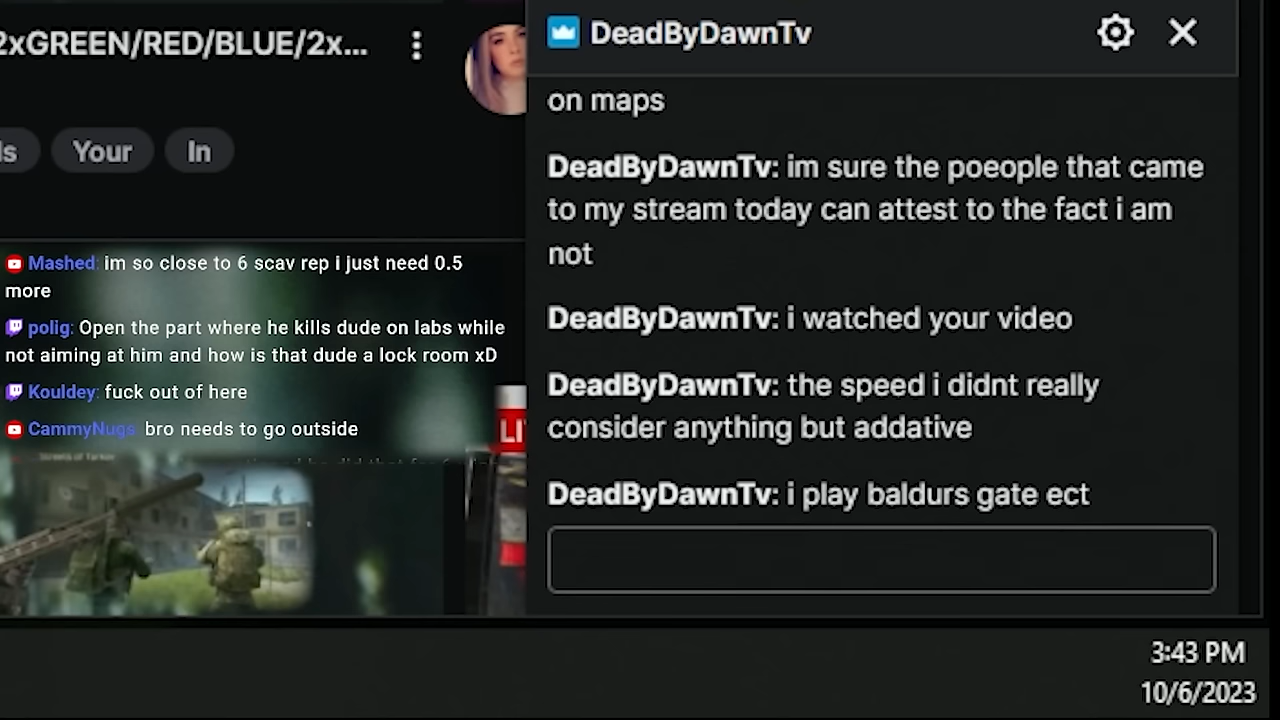 2xGREEN/RED/BLUE/2x...
Your
In
Mashed: im so close to 6 scav rep i just need 0.5
more
polig: Open the part where he kills dude on labs while
not aiming at him and how is that dude a lock room xD
Kouldey: fuck out of here
CammyNugs: bro needs to go outside
Streets of Tarkov
LI
DeadByDawnTv
on maps
DeadByDawnTv: im sure the poeople that came
to my stream today can attest to the fact i am
not
DeadByDawnTv: i watched your video
DeadByDawnTv: the speed i didnt really
consider anything but addative
DeadByDawnTv: i play baldurs gate ect
3:43 PM
10/6/2023